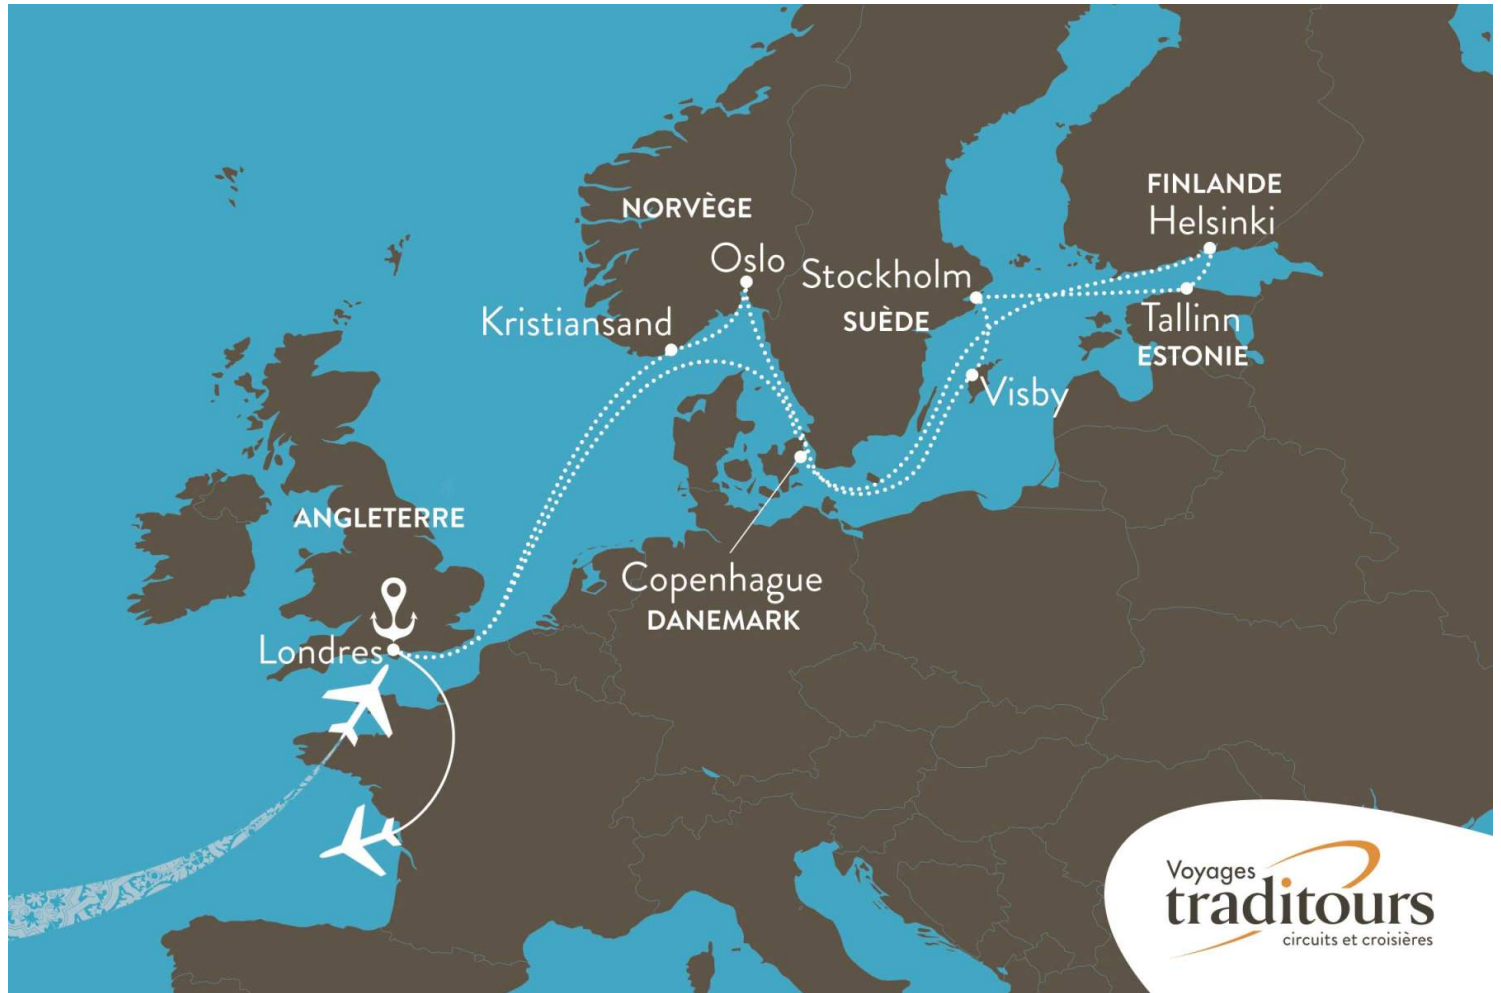 FINLANDE
Helsinki
NORVÈGE
Oslo
Stockholm
SUÈDE
Kristiansand
Tallinn
ESTONIE
Visby
ANGLETERRE
Copenhague
DANEMARK
Londres
Voyages
traditours
circuits et croisières